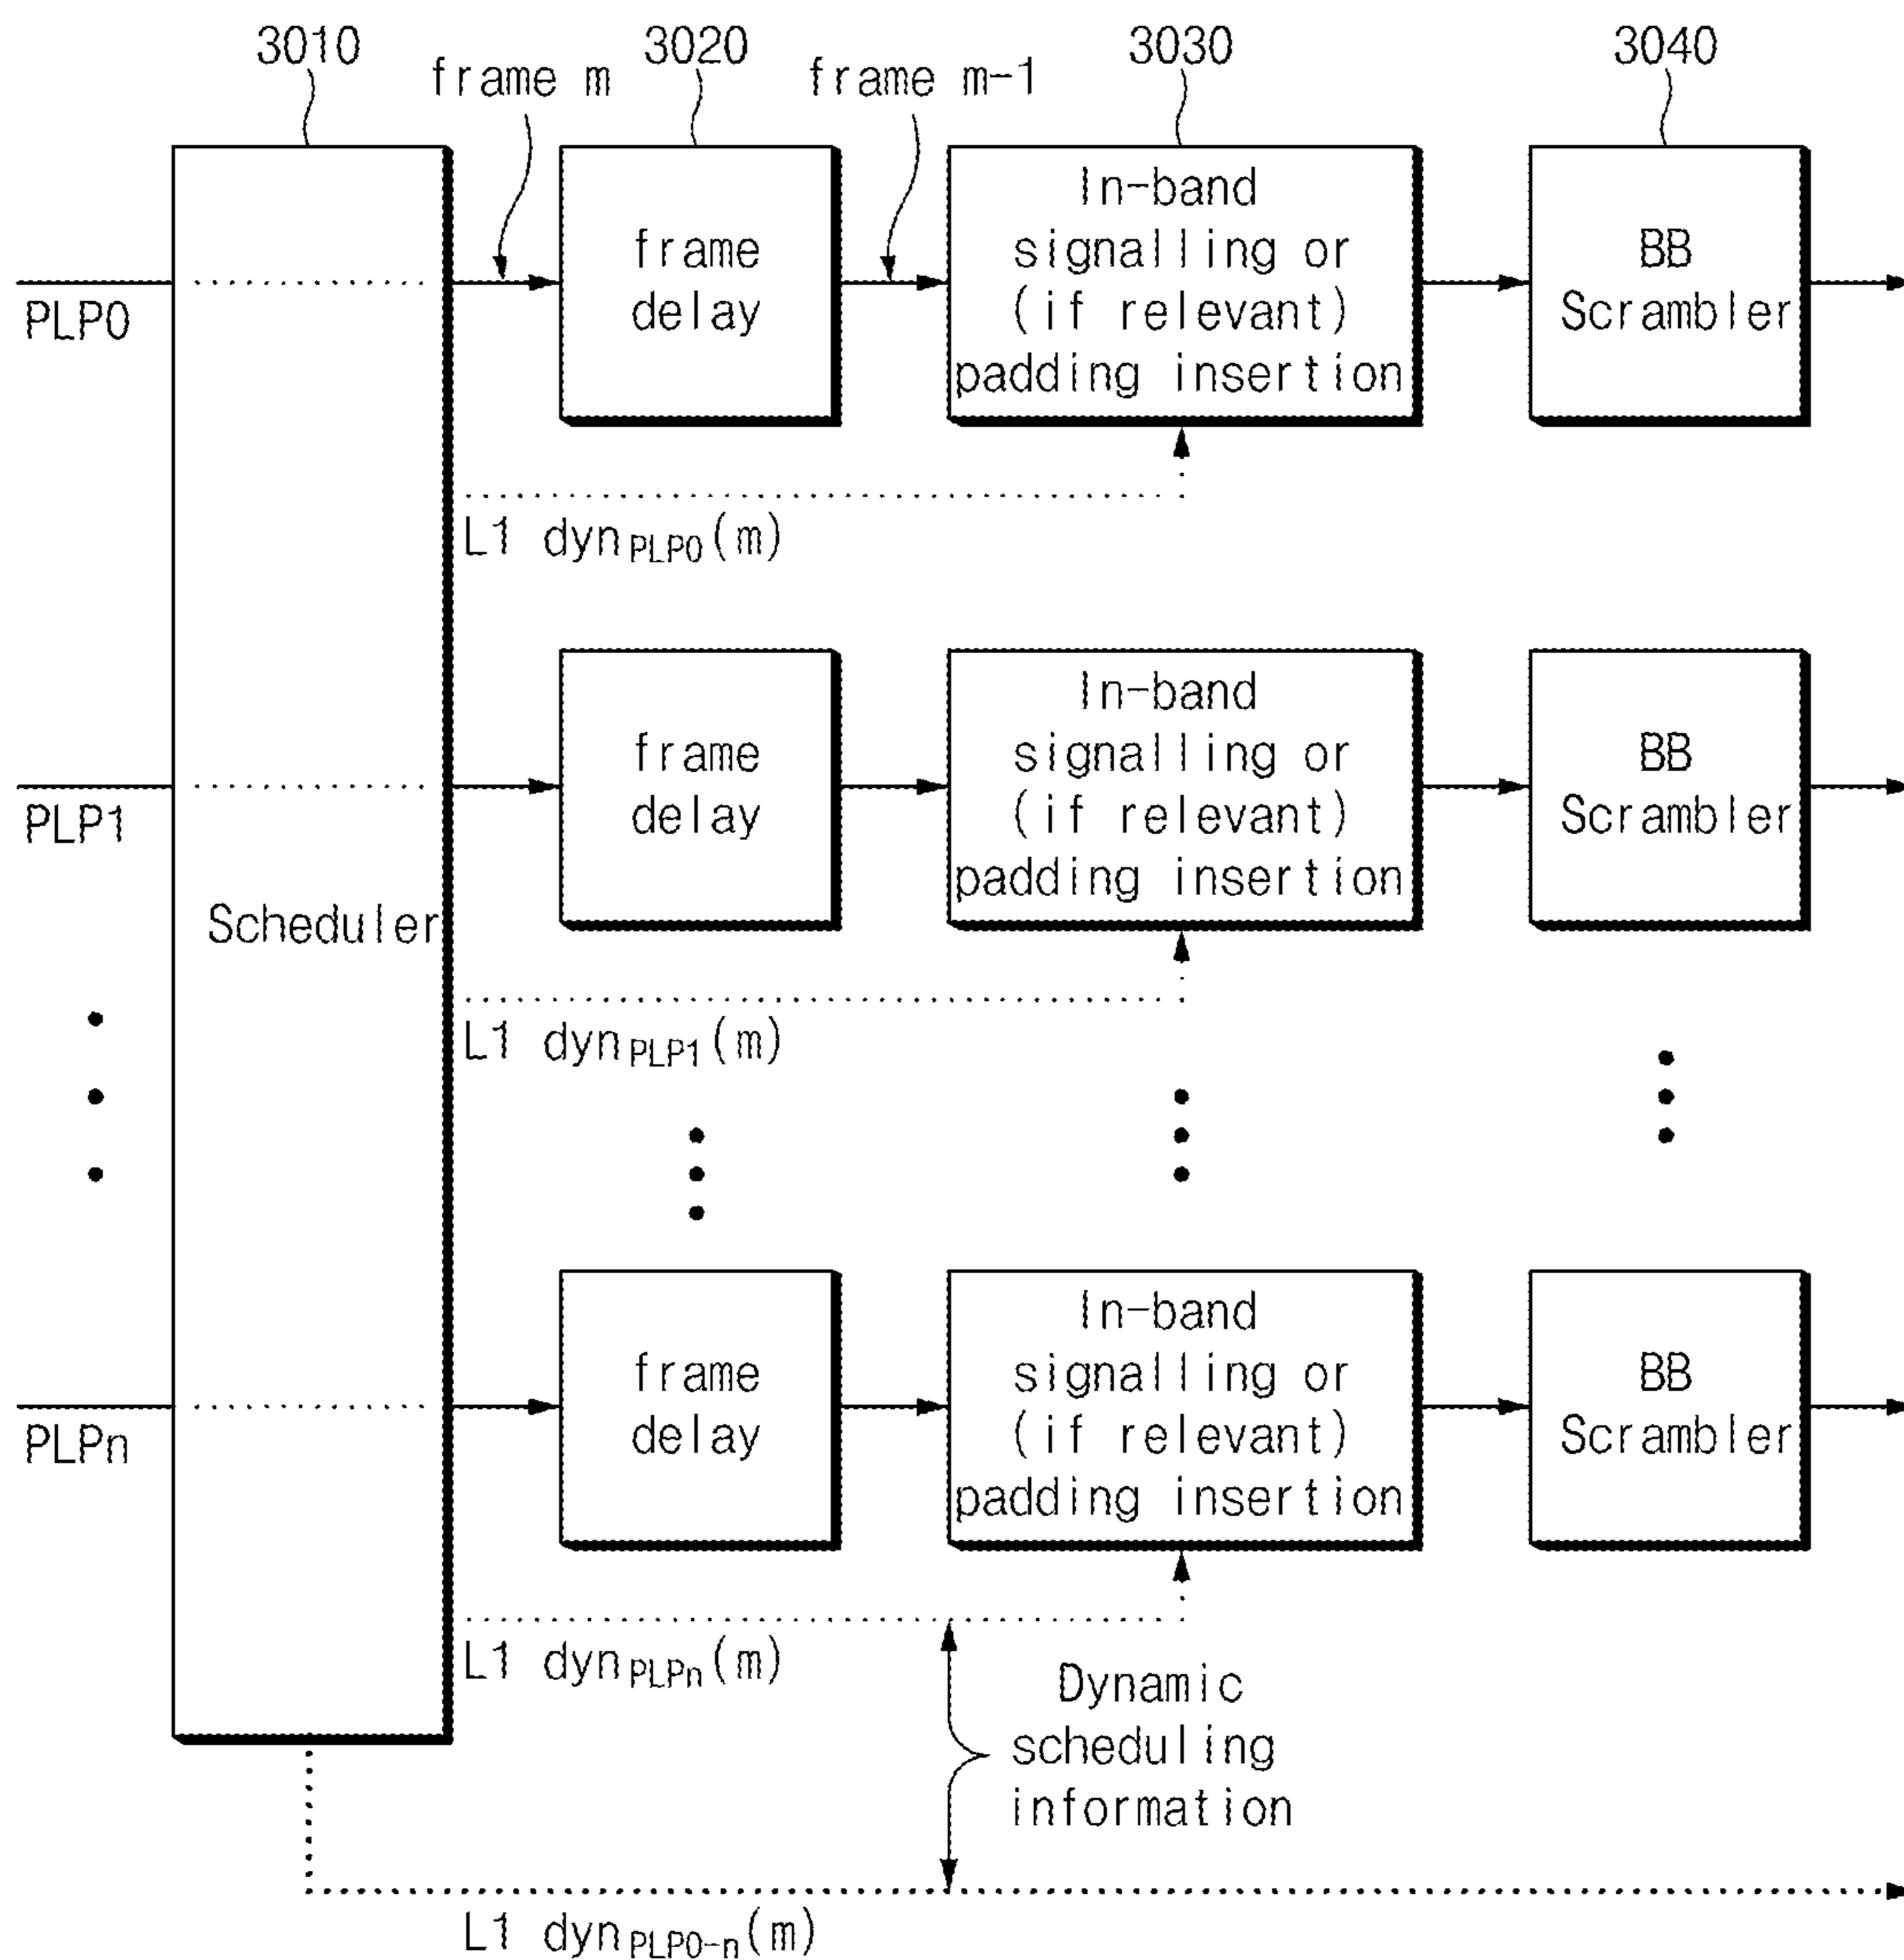 3010
3020
3030
3040
frame m
frame m-1
In-band
signalling or
(if relevant)
padding insertion
frame
delay
BB
Scrambler
PLP0
L1 dynPLP0(m)
In-band
signalling or
(if relevant)
padding insertion
frame
delay
BB
Scrambler
PLP1
Scheduler
L1 dynPLP1(m)
In-band
signalling or
(if relevant)
padding insertion
frame
delay
BB
Scrambler
PLPn
L1 dynPLPn(m)
Dynamic
scheduling
information
L1 dynPLP0-n(m)